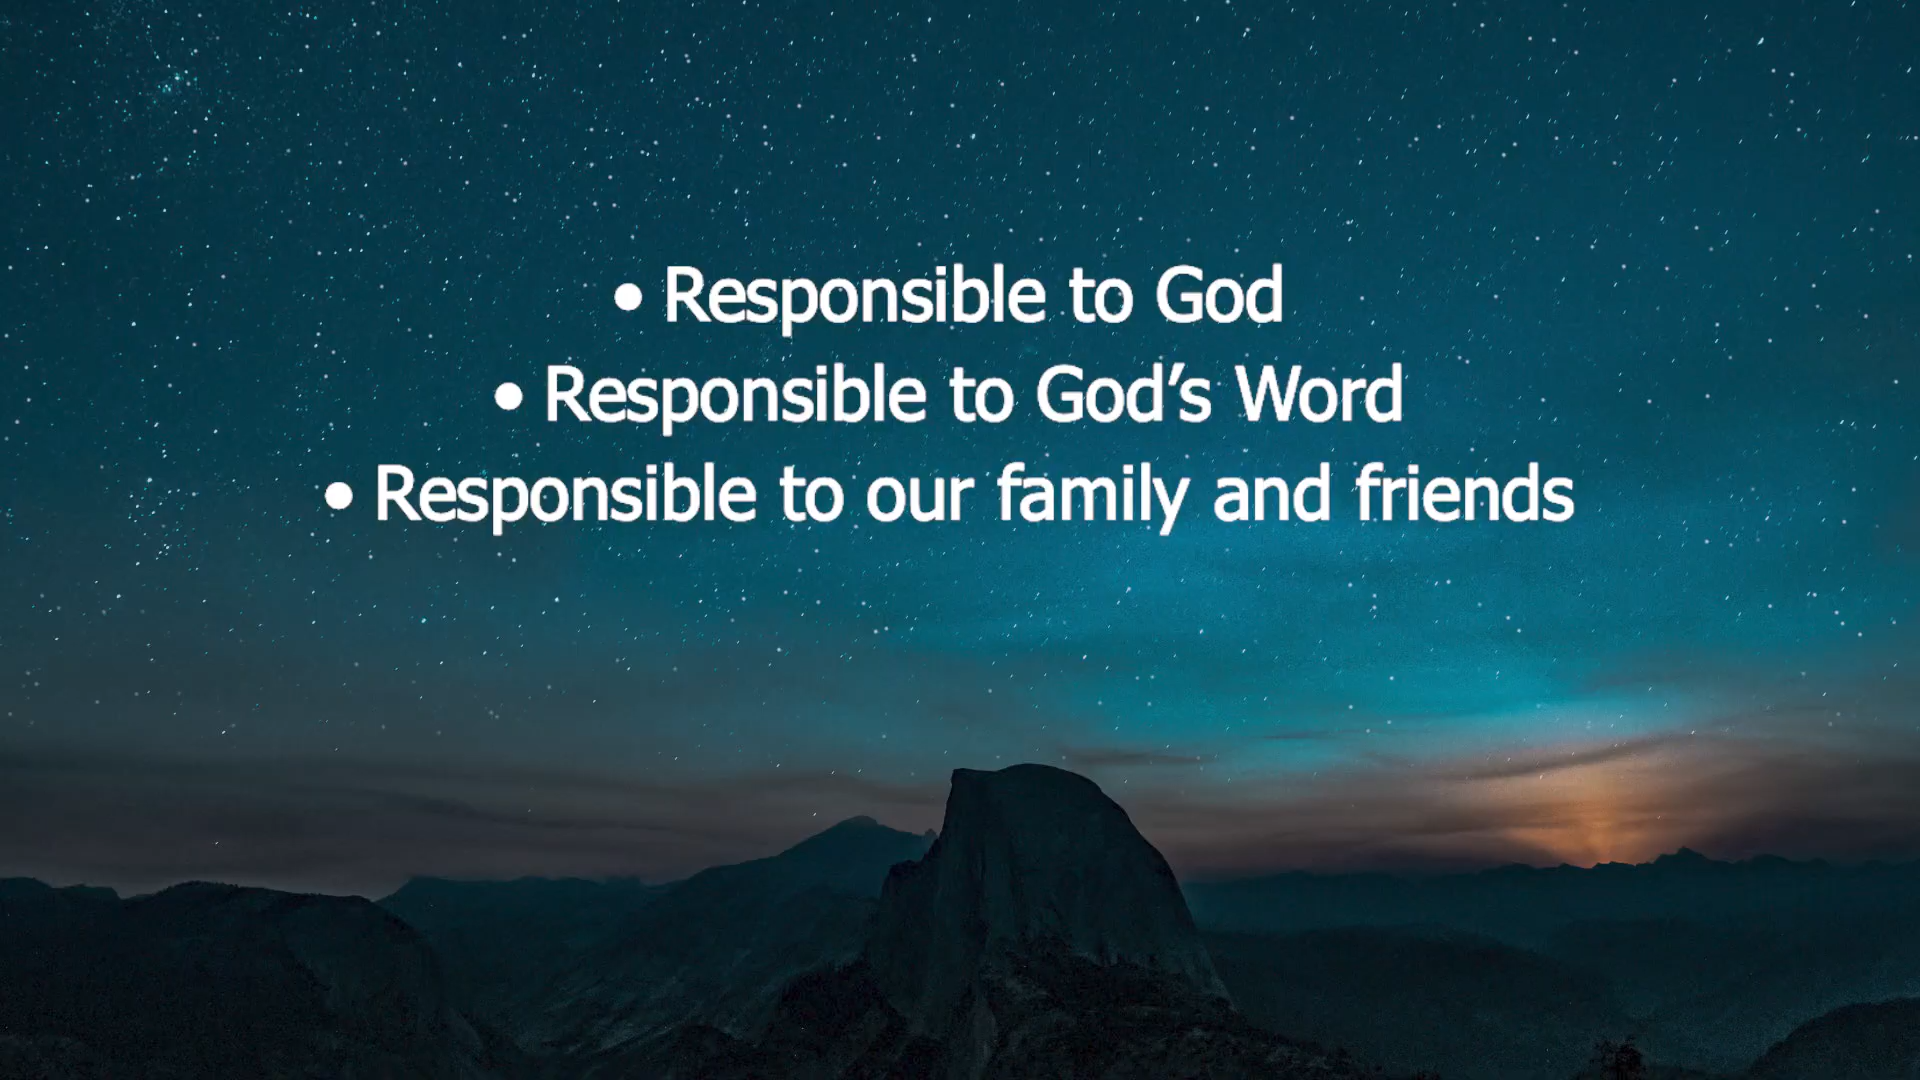 • Responsible to God
• Responsible to God’s Word
• Responsible to our family and friends